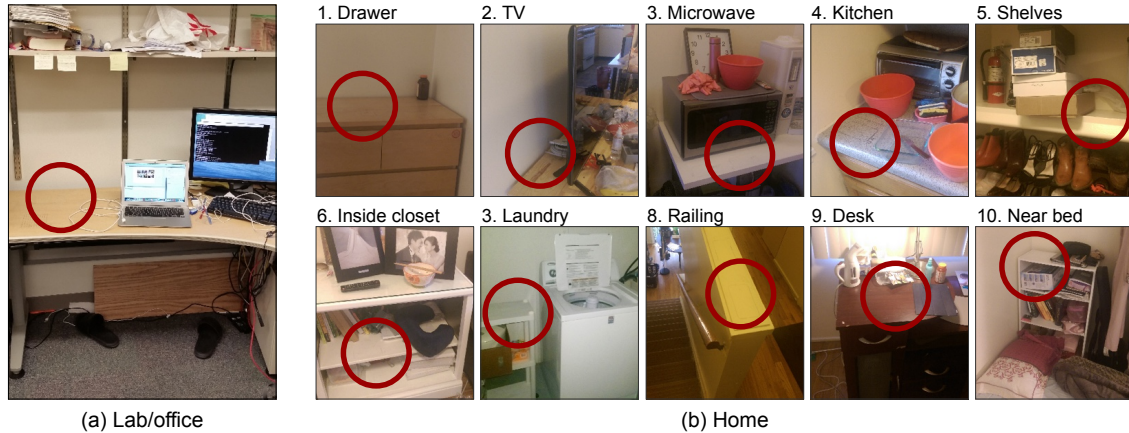 1. Drawer
2. TV
3. Microwave
4. Kitchen
5. Shelves
6. Inside closet
3. Laundry
8. Railing
9. Desk
10. Near bed
(a) Lab/office
(b) Home